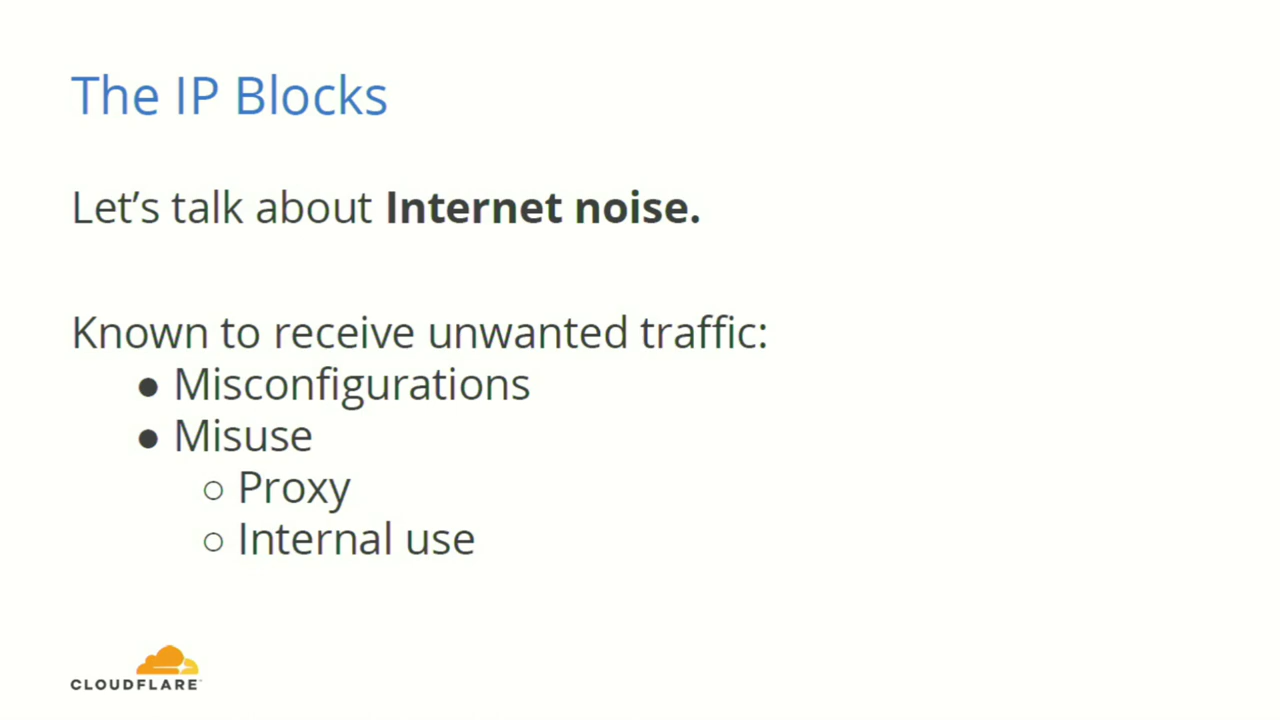 The IP Blocks
Let’s talk about Internet noise.
Known to receive unwanted traffic:
● Misconfigurations
● Misuse
○ Proxy
○ Internal use
CLOUDFLARE